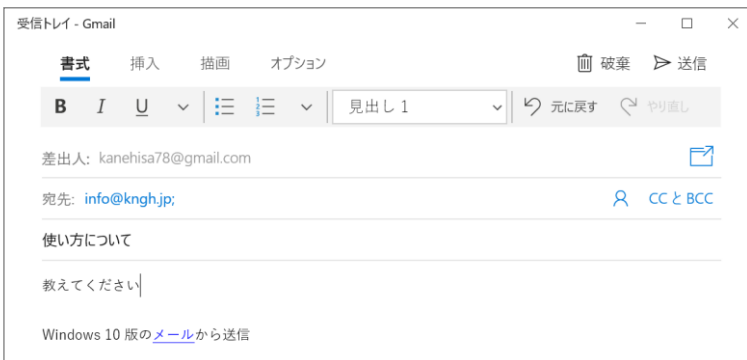 受信トレイ - Gmail
書式 挿入 描画 オプション 破棄 送信
B I U 1 2 3 見出し 1 元に戻す やり直し
差出人: kanehisa78@gmail.com
宛先: info@kngh.jp; CC と BCC
使い方について
教えてください
Windows 10 版のメールから送信